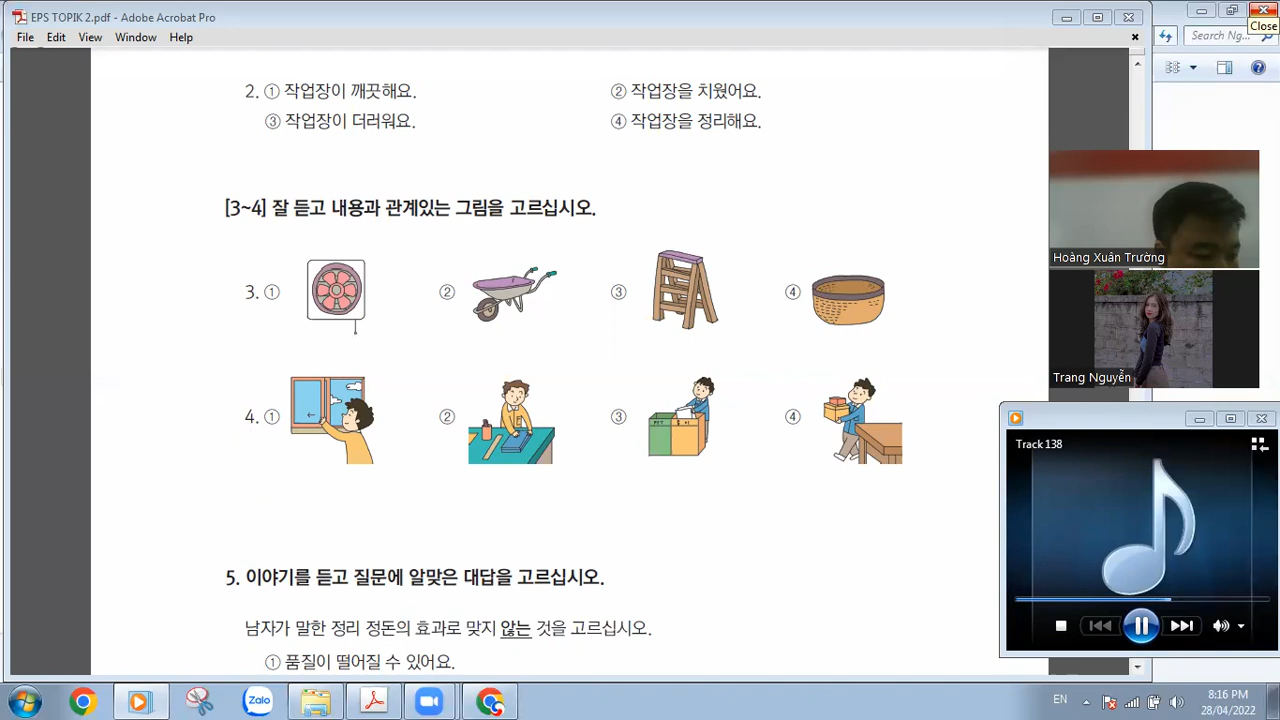 EPS TOPIK 2.pdf - Adobe Acrobat Pro
Close
File Edit View Window Help
Search Ng...
2. ① 작업장이 깨끗해요. ② 작업장을 치웠어요.
③ 작업장이 더러워요. ④ 작업장을 정리해요.
[3~4] 잘 듣고 내용과 관계있는 그림을 고르십시오.
Hoàng Xuân Trường
3. ① ② ③ ④
Trang Nguyễn
4. ① ② ③ ④
PET
Track 138
5. 이야기를 듣고 질문에 알맞은 대답을 고르십시오.
남자가 말한 정리 정돈의 효과로 맞지 않는 것을 고르십시오.
① 품질이 떨어질 수 있어요.
Zalo
EN
8:16 PM
28/04/2022